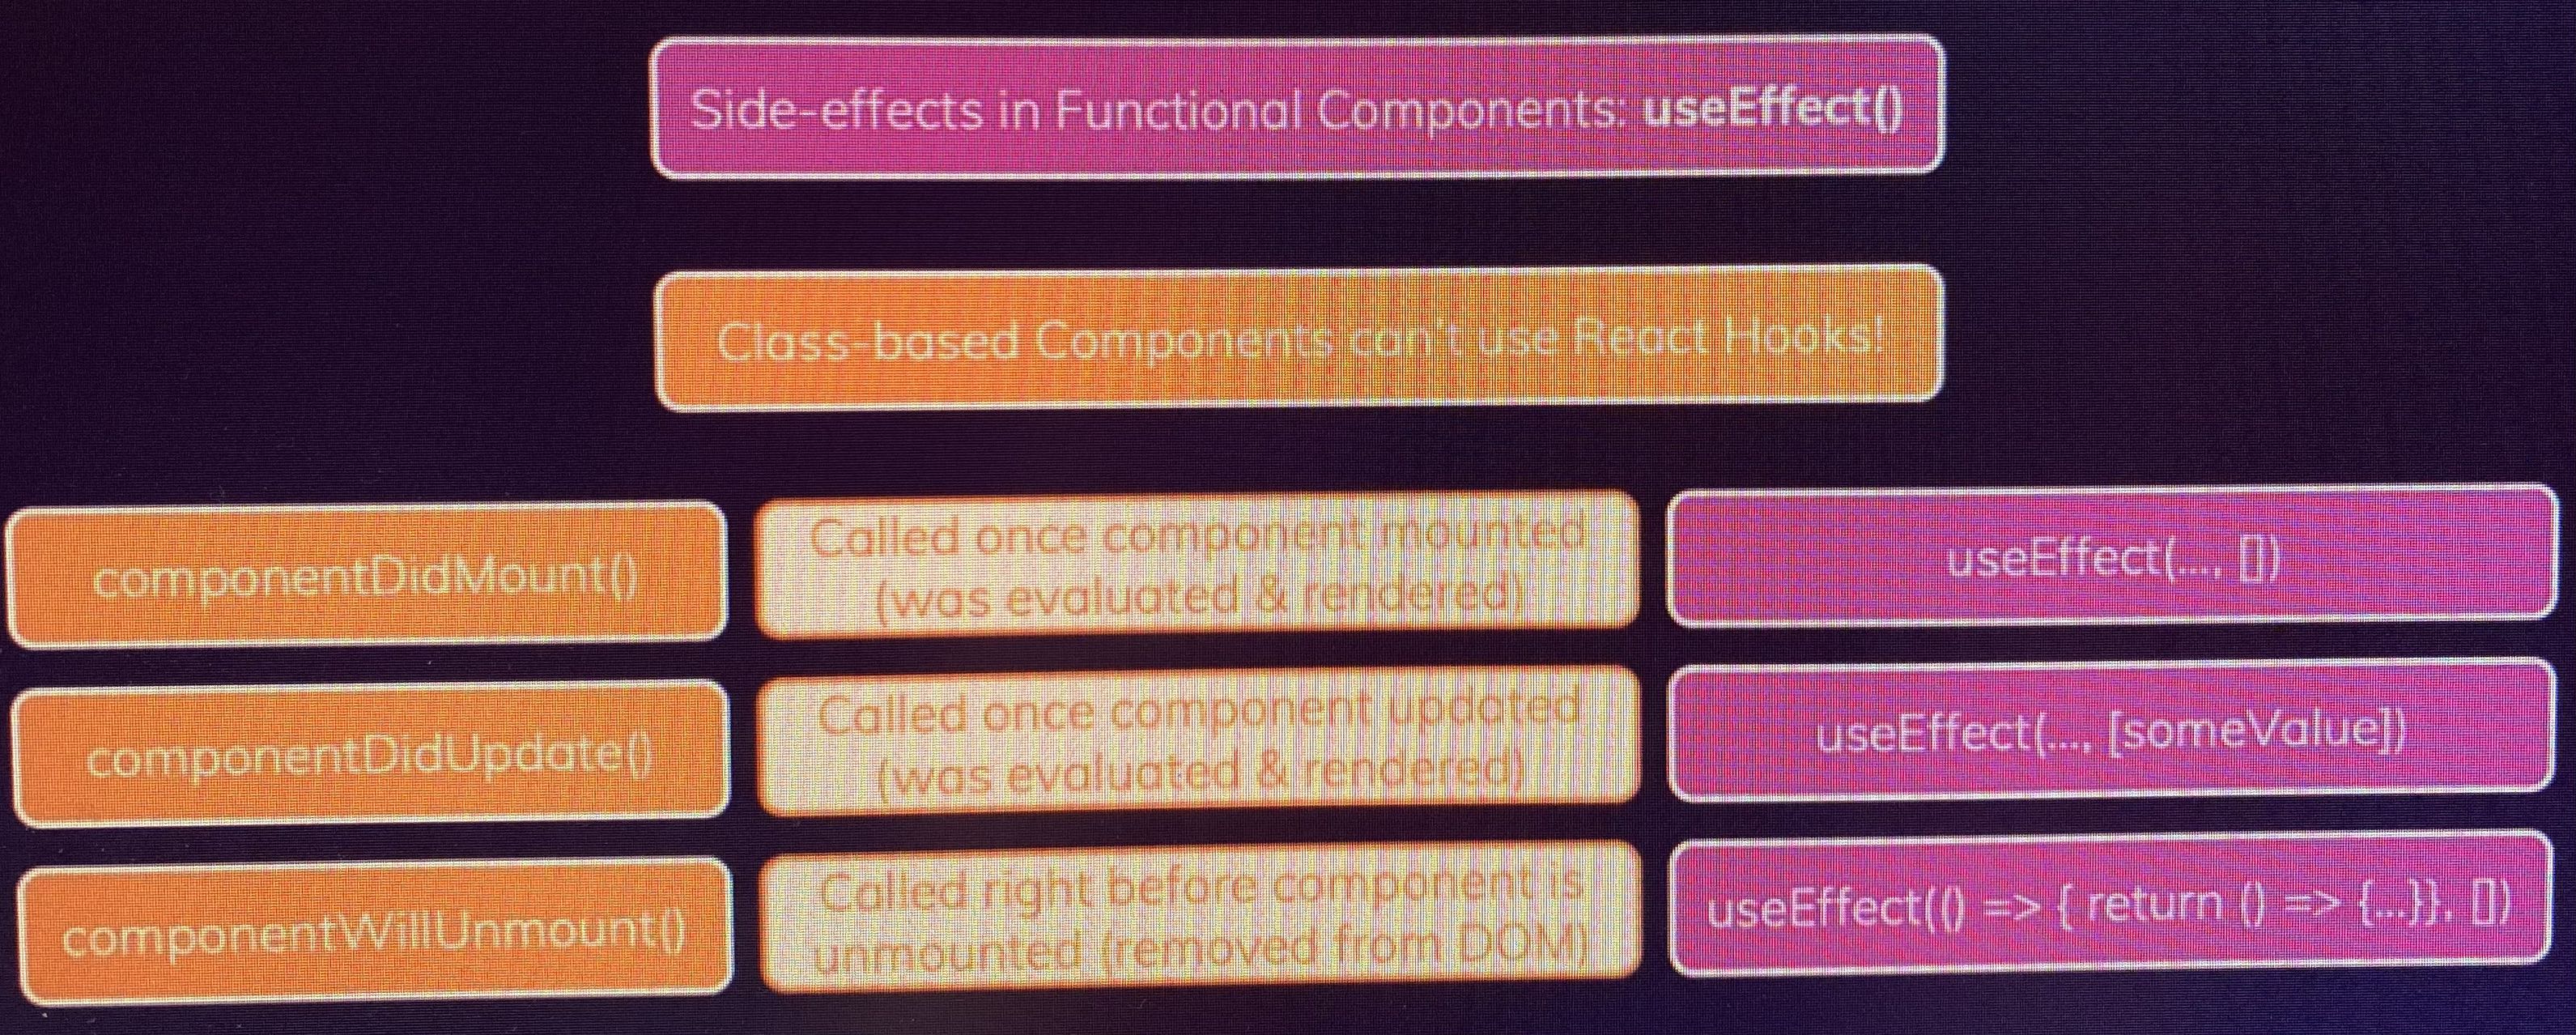 Side-effects in Functional Components: useEffect()
Class-based Components can't use React Hooks!
componentDidMount()
Called once component mounted
(was evaluated & rendered)
useEffect(..., [])
componentDidUpdate()
Called once component updated
(was evaluated & rendered)
useEffect(..., [someValue])
componentWillUnmount()
Called right before component is
unmounted (removed from DOM)
useEffect(() => { return () => {...}}, [])